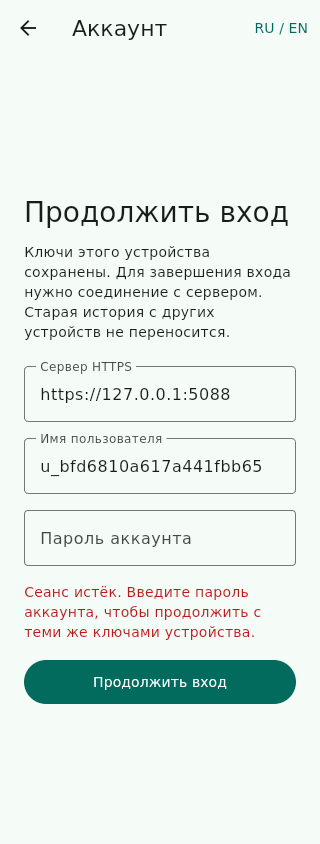 Аккаунт
RU / EN
Продолжить вход
Ключи этого устройства
сохранены. Для завершения входа
нужно соединение с сервером.
Старая история с других
устройств не переносится.
Сервер HTTPS
https://127.0.0.1:5088
Имя пользователя
u_bfd6810a617a441fbb65
Пароль аккаунта
Сеанс истёк. Введите пароль
аккаунта, чтобы продолжить с
теми же ключами устройства.
Продолжить вход